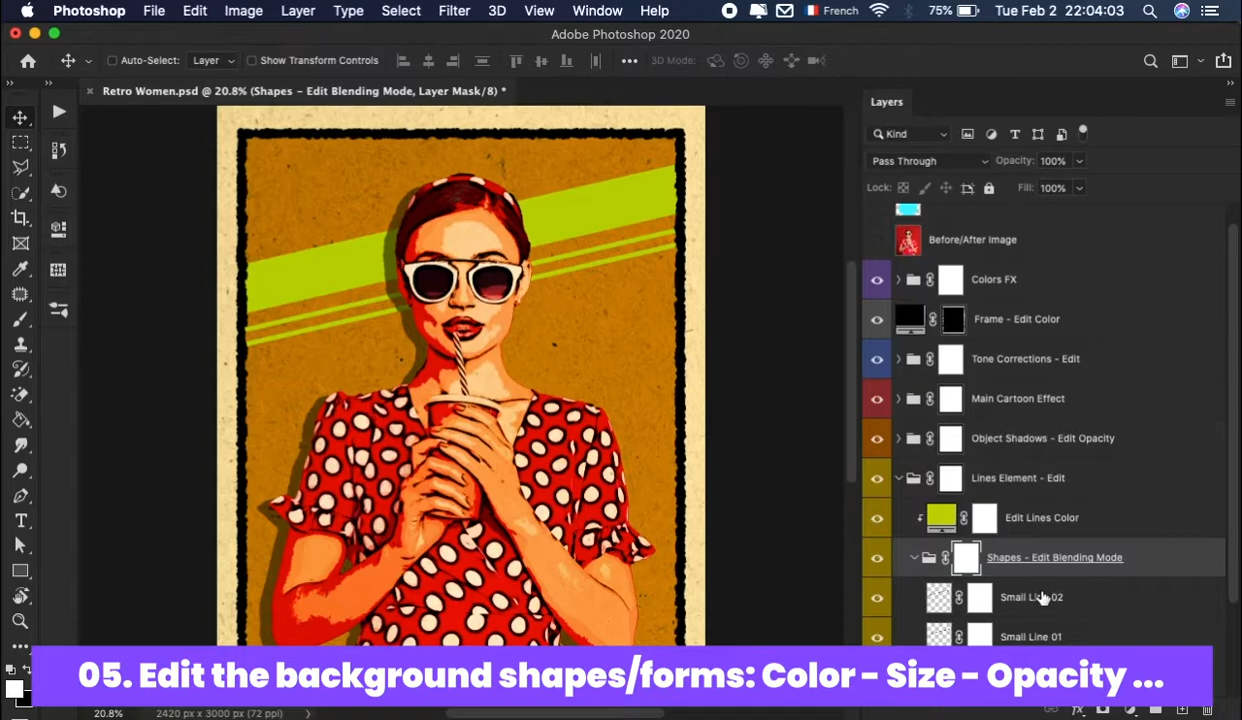 Photoshop File Edit Image Layer Type Select Filter 3D View Window Help French 75% Tue Feb 2 22:04:03
Adobe Photoshop 2020
Auto-Select: Layer Show Transform Controls 3D Mode:
Retro Women.psd @ 20.8% (Shapes - Edit Blending Mode, Layer Mask/8) *
Layers
Kind
Pass Through Opacity: 100%
Lock: Fill: 100%
Before/After Image
Colors FX
Frame - Edit Color
Tone Corrections - Edit
Main Cartoon Effect
Object Shadows - Edit Opacity
Lines Element - Edit
Edit Lines Color
Shapes - Edit Blending Mode
Small Line 02
Small Line 01
05. Edit the background shapes/forms: Color - Size - Opacity ...
20.8% 2420 px x 3000 px (72 ppi)